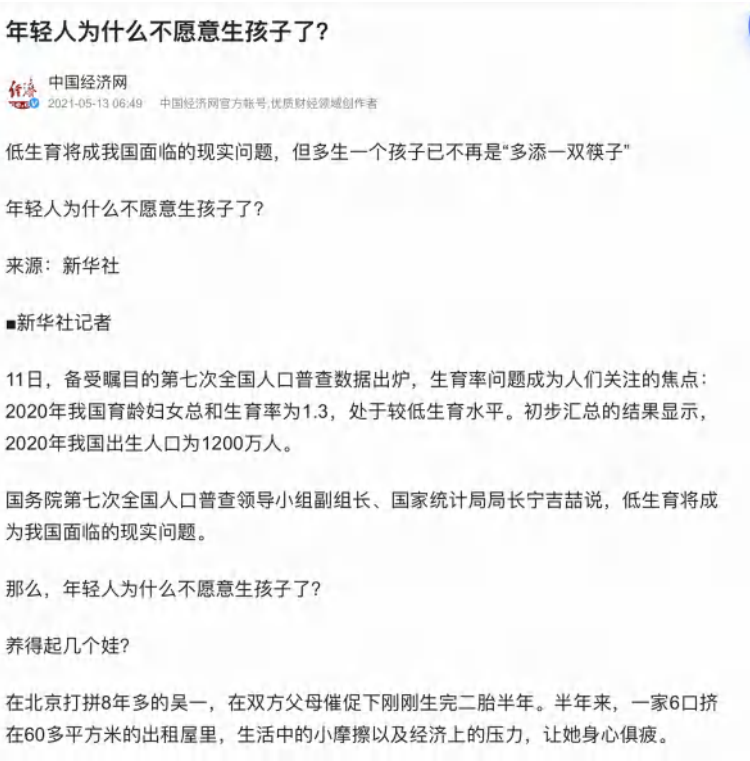 年轻人为什么不愿意生孩子了?
中国经济网
2021-05-13 06:49 中国经济网官方帐号,优质财经领域创作者
低生育将成我国面临的现实问题，但多生一个孩子已不再是“多添一双筷子”
年轻人为什么不愿意生孩子了?
来源：新华社
■新华社记者
11日，备受瞩目的第七次全国人口普查数据出炉，生育率问题成为人们关注的焦点：
2020年我国育龄妇女总和生育率为1.3，处于较低生育水平。初步汇总的结果显示，
2020年我国出生人口为1200万人。
国务院第七次全国人口普查领导小组副组长、国家统计局局长宁吉喆说，低生育将成
为我国面临的现实问题。
那么，年轻人为什么不愿意生孩子了?
养得起几个娃?
在北京打拼8年多的吴一，在双方父母催促下刚刚生完二胎半年。半年来，一家6口挤
在60多平方米的出租屋里，生活中的小摩擦以及经济上的压力，让她身心俱疲。